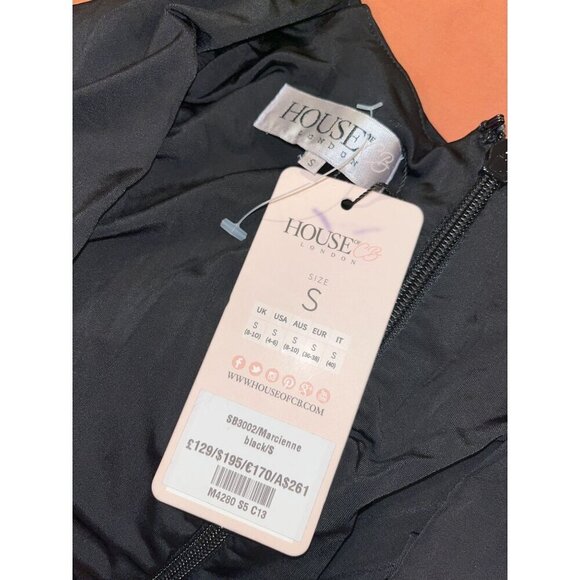 HOUSE OF CB
LONDON
S
HOUSE OF CB
LONDON
SIZE
S
UK USA AUS EUR IT
S S S S S
(8-10) (4-6) (8-10) (36-38) (40)
WWW.HOUSEOFCB.COM
SB3002/Marcienne
black/S
£129/$195/€170/A$261
M4280 S5 C13